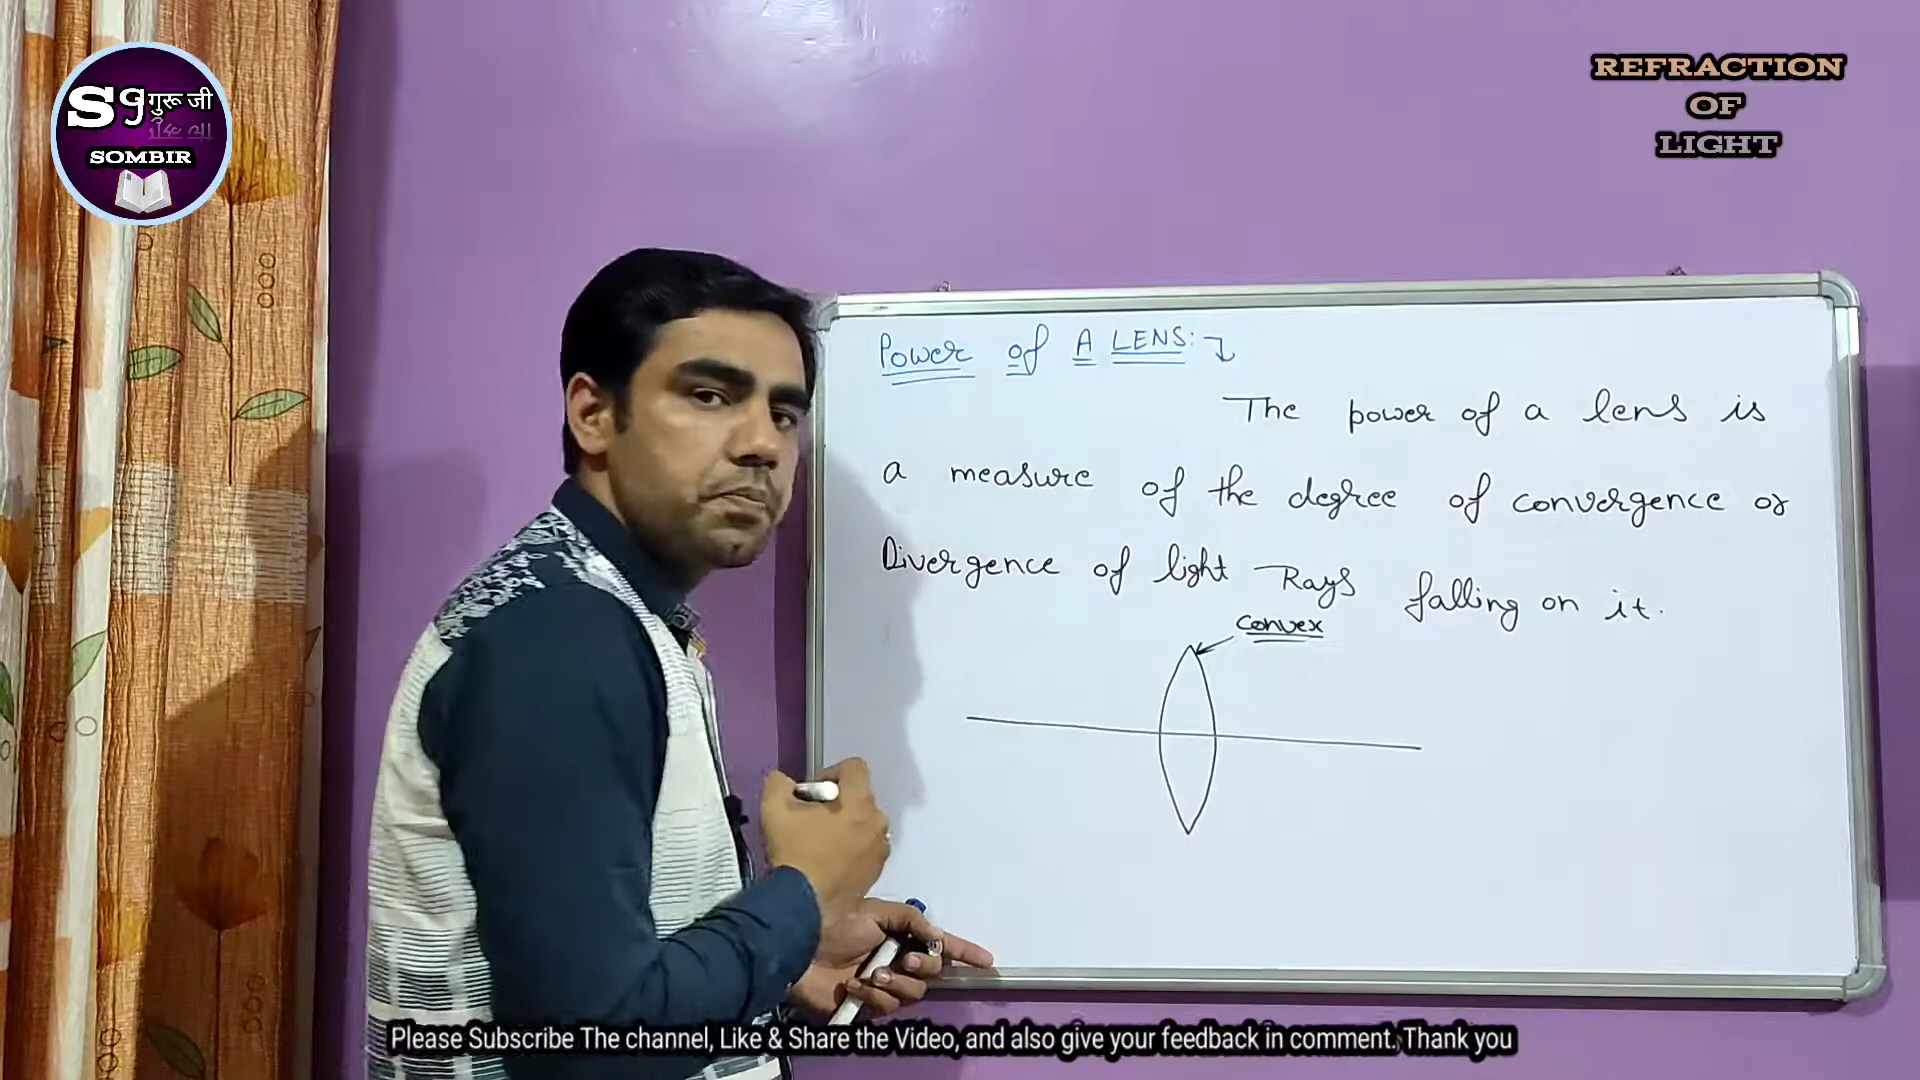 Sg गुरू जी
SOMBIR
REFRACTION
OF
LIGHT
Power of A LENS:
The power of a lens is
a measure of the degree of convergence or
Divergence of light Rays falling on it.
Convex
Please Subscribe The channel, Like & Share the Video, and also give your feedback in comment. Thank you